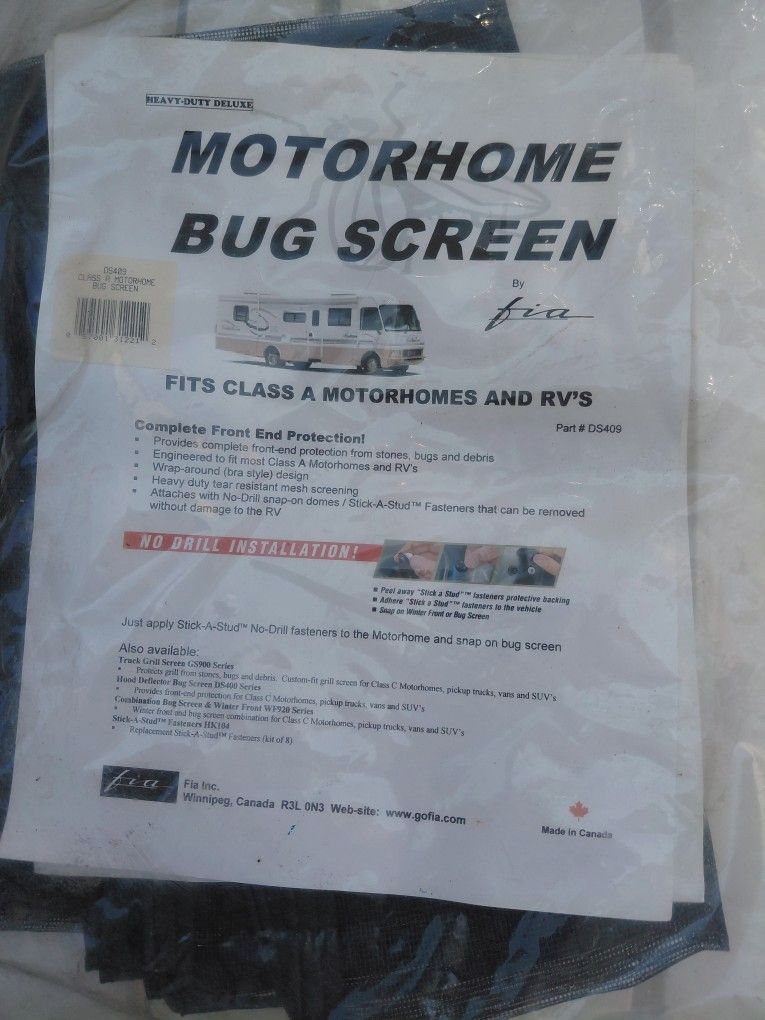 HEAVY-DUTY DELUXE
MOTORHOME
BUG SCREEN
By
fia
DS409
CLASS A MOTORHOME
BUG SCREEN
31221 2
FITS CLASS A MOTORHOMES AND RV'S
Part # DS409
Complete Front End Protection!
▪ Provides complete front-end protection from stones, bugs and debris
▪ Engineered to fit most Class A Motorhomes and RV's
▪ Wrap-around (bra style) design
▪ Heavy duty tear resistant mesh screening
▪ Attaches with No-Drill snap-on domes / Stick-A-Stud™ Fasteners that can be removed
without damage to the RV
NO DRILL INSTALLATION!
■ Peel away "Stick a Stud"™ fasteners protective backing
■ Adhere "Stick a Stud"™ fasteners to the vehicle
■ Snap on Winter Front or Bug Screen
Just apply Stick-A-Stud™ No-Drill fasteners to the Motorhome and snap on bug screen
Also available:
Truck Grill Screen GS900 Series
▪ Protects grill from stones, bugs and debris. Custom-fit grill screen for Class C Motorhomes, pickup trucks, vans and SUV's
Hood Deflector Bug Screen DS400 Series
▪ Provides front-end protection for Class C Motorhomes, pickup trucks, vans and SUV's
Combination Bug Screen & Winter Front WF920 Series
▪ Winter front and bug screen combination for Class C Motorhomes, pickup trucks, vans and SUV's
Stick-A-Stud™ Fasteners HK104
▪ Replacement Stick-A-Stud™ Fasteners (kit of 8)
fia
Fia Inc.
Winnipeg, Canada R3L 0N3 Web-site: www.gofia.com
Made in Canada